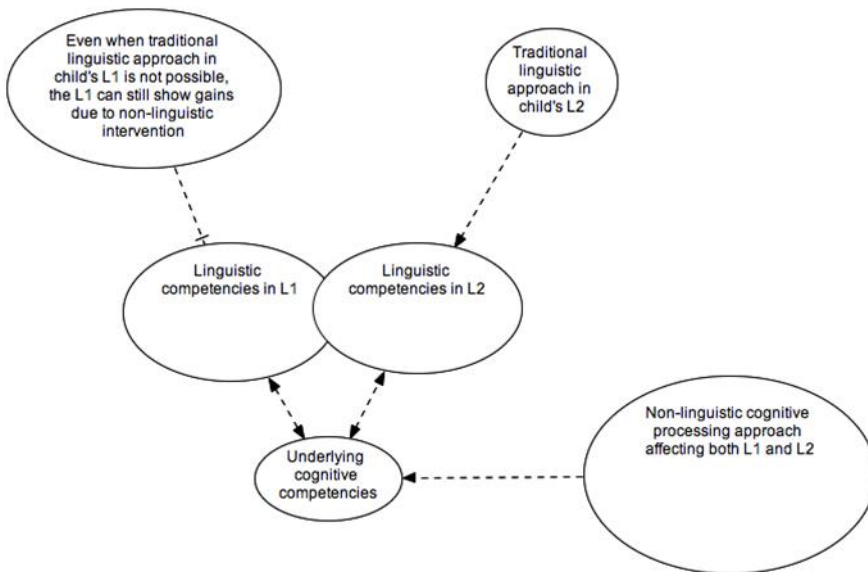 Even when traditional
linguistic approach in
child's L1 is not possible,
the L1 can still show gains
due to non-linguistic
intervention
Traditional
linguistic
approach in
child's L2
Linguistic
competencies in L1
Linguistic
competencies in L2
Non-linguistic cognitive
processing approach
affecting both L1 and L2
Underlying
cognitive
competencies